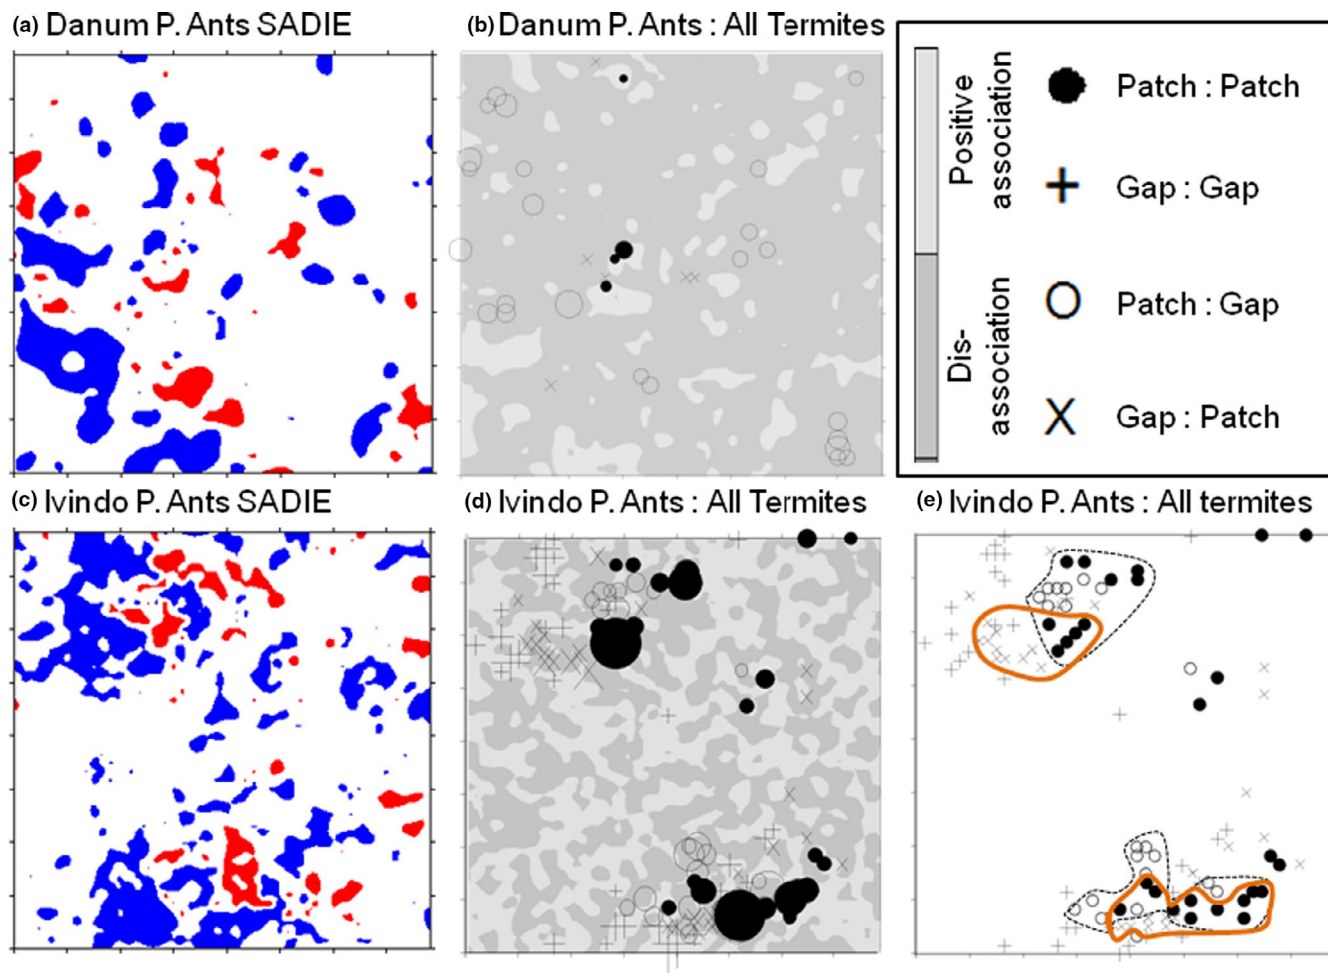 (a) Danum P. Ants SADIE
(b) Danum P. Ants : All Termites
Positive
association
Dis-
association
Patch : Patch
Gap : Gap
Patch : Gap
Gap : Patch
(c) Ivindo P. Ants SADIE
(d) Ivindo P. Ants : All Termites
(e) Ivindo P. Ants : All termites